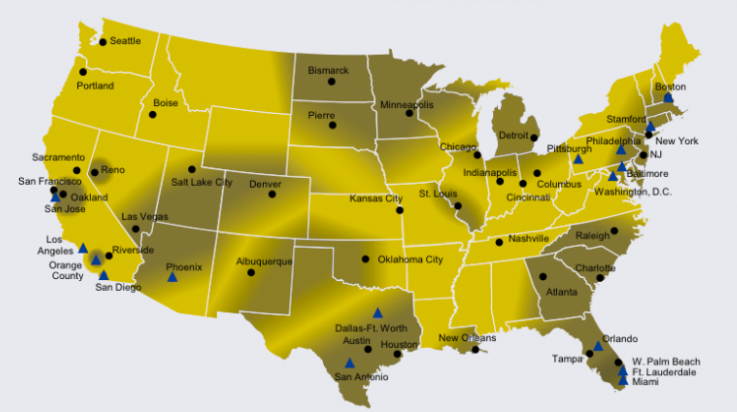 Seattle
Portland
Boise
Bismarck
Pierre
Minneapolis
Boston
Stamford
New York
Philadelphia
NJ
Pittsburgh
Baltimore
Washington, D.C.
Detroit
Chicago
Indianapolis
Columbus
Cincinnati
Sacramento
Reno
San Francisco
Oakland
San Jose
Salt Lake City
Denver
Kansas City
St. Louis
Las Vegas
Los
Angeles
Riverside
Orange
County
San Diego
Phoenix
Albuquerque
Oklahoma City
Nashville
Raleigh
Charlotte
Atlanta
Dallas-Ft. Worth
Austin
Houston
San Antonio
New Orleans
Orlando
Tampa
W. Palm Beach
Ft. Lauderdale
Miami